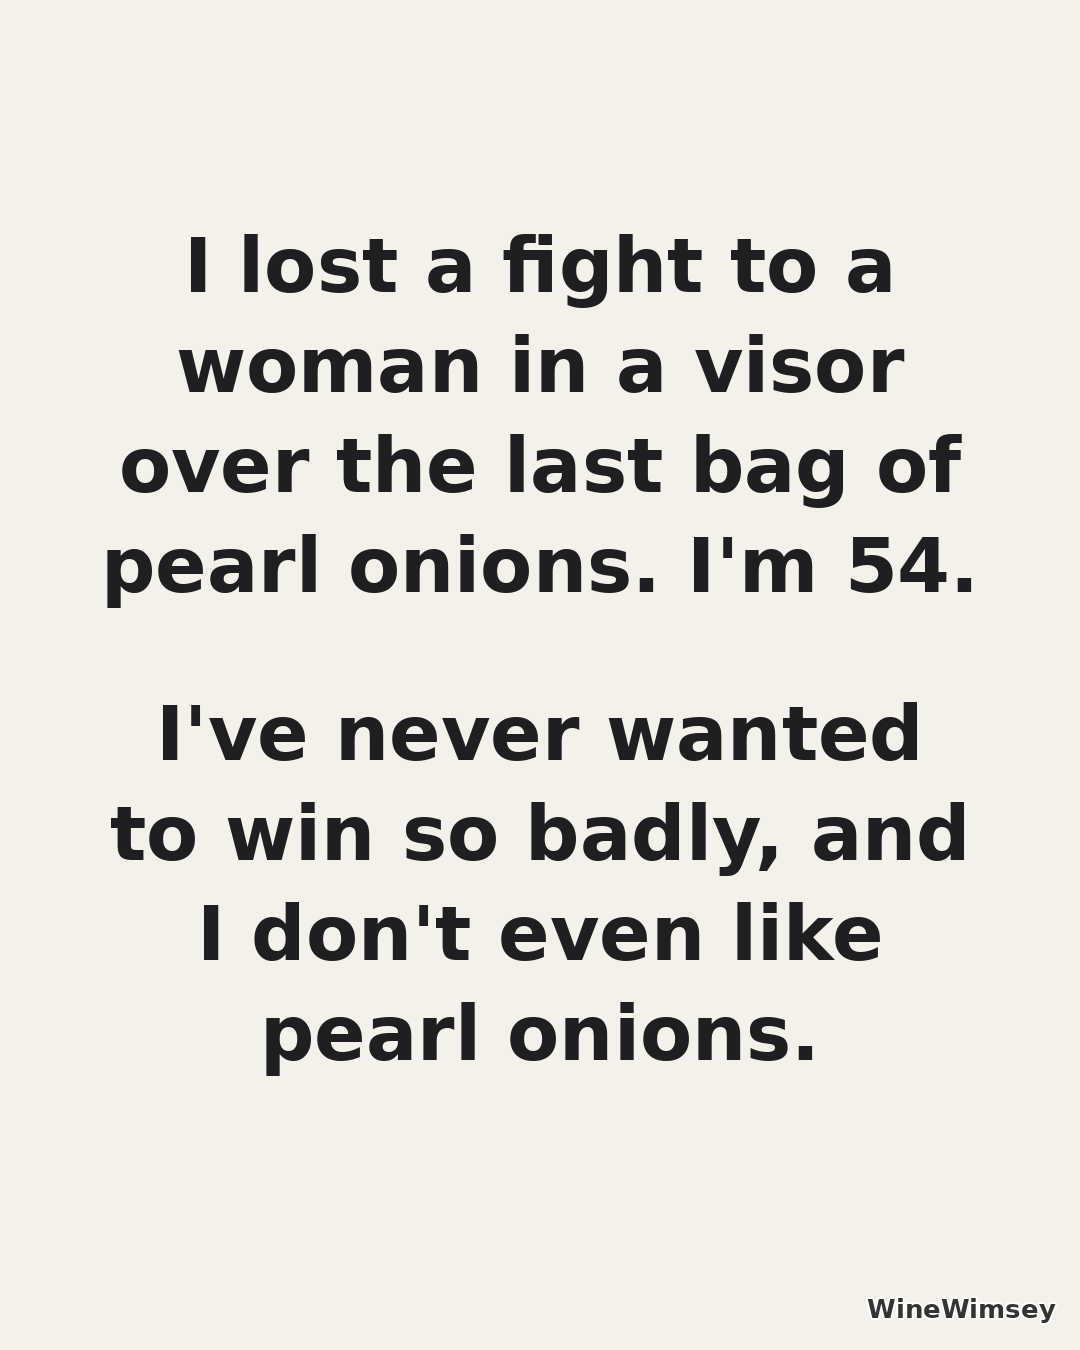 I lost a fight to a
woman in a visor
over the last bag of
pearl onions. I'm 54.
I've never wanted
to win so badly, and
I don't even like
pearl onions.
WineWimsey